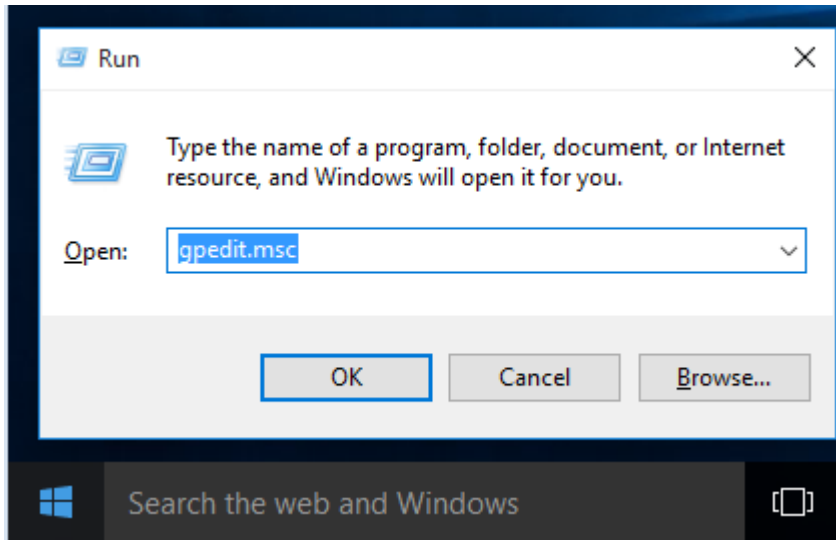 Run
Type the name of a program, folder, document, or Internet
resource, and Windows will open it for you.
Open: gpedit.msc
OK Cancel Browse...
Search the web and Windows